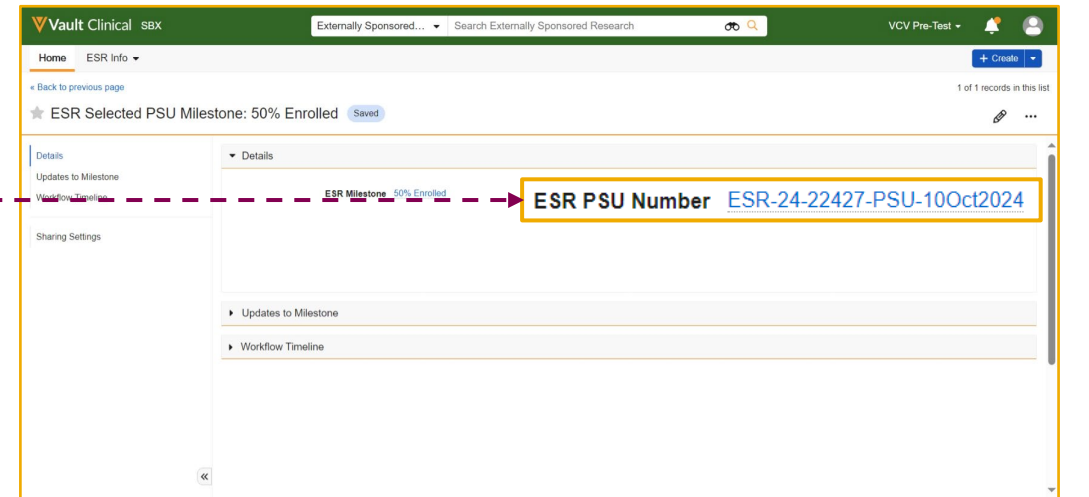 Vault Clinical SBX
Externally Sponsored... Search Externally Sponsored Research
VCV Pre-Test
Home ESR Info
+ Create
« Back to previous page
1 of 1 records in this list
ESR Selected PSU Milestone: 50% Enrolled Saved
Details
Updates to Milestone
Workflow Timeline
Sharing Settings
Details
ESR Milestone 50% Enrolled
ESR PSU Number ESR-24-22427-PSU-10Oct2024
Updates to Milestone
Workflow Timeline